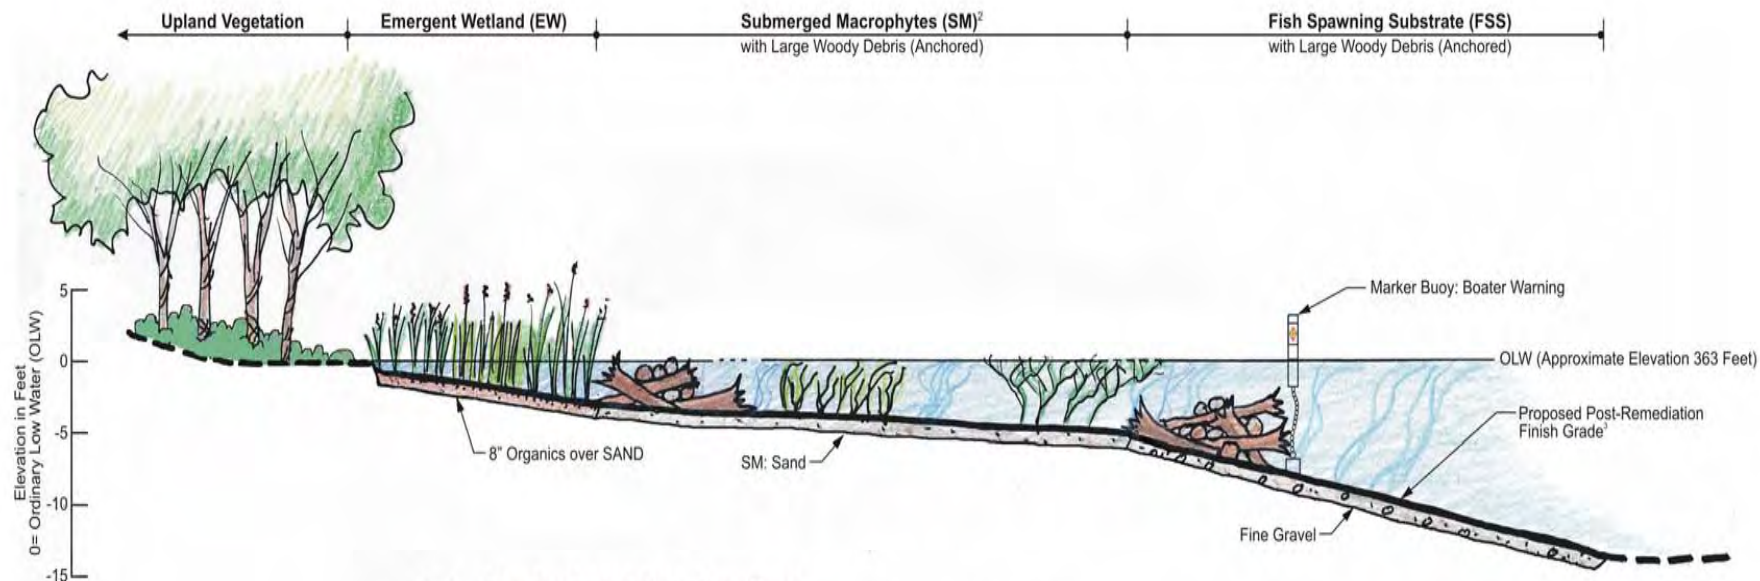 Upland Vegetation
Emergent Wetland (EW)
Submerged Macrophytes (SM)²
with Large Woody Debris (Anchored)
Fish Spawning Substrate (FSS)
with Large Woody Debris (Anchored)
Elevation in Feet
0= Ordinary Low Water (OLW)
5
0
-5
-10
-15
Marker Buoy: Boater Warning
OLW (Approximate Elevation 363 Feet)
Proposed Post-Remediation
Finish Grade³
8" Organics over SAND
SM: Sand
Fine Gravel